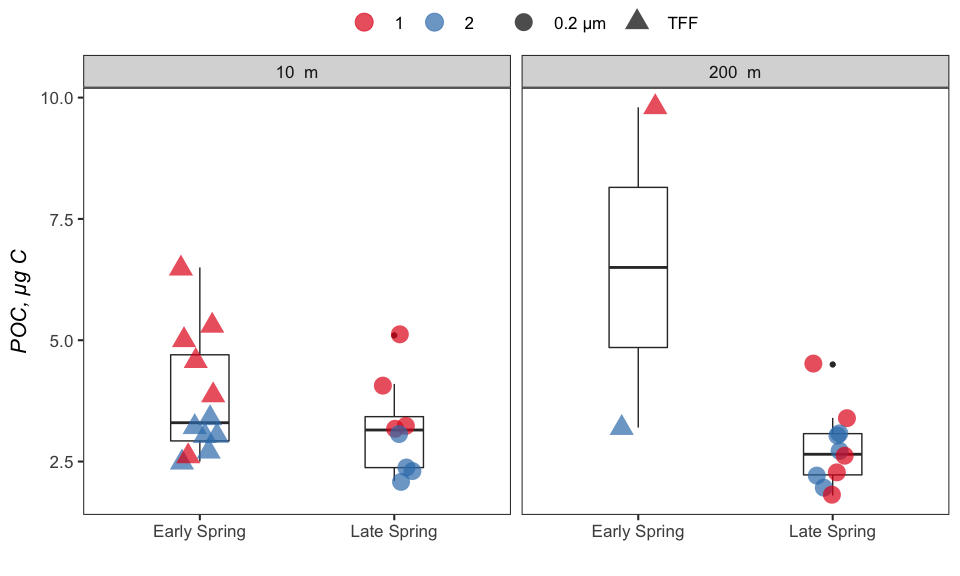 1 2 0.2 µm TFF
10 m 200 m
10.0
7.5
5.0
2.5
POC, µg C
Early Spring Late Spring Early Spring Late Spring